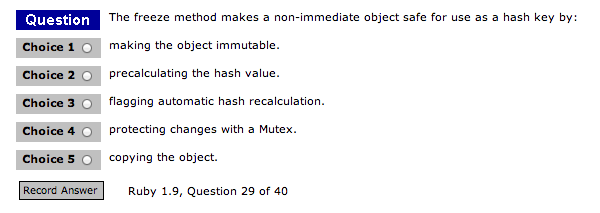 Question The freeze method makes a non-immediate object safe for use as a hash key by:
Choice 1 making the object immutable.
Choice 2 precalculating the hash value.
Choice 3 flagging automatic hash recalculation.
Choice 4 protecting changes with a Mutex.
Choice 5 copying the object.
Record Answer Ruby 1.9, Question 29 of 40